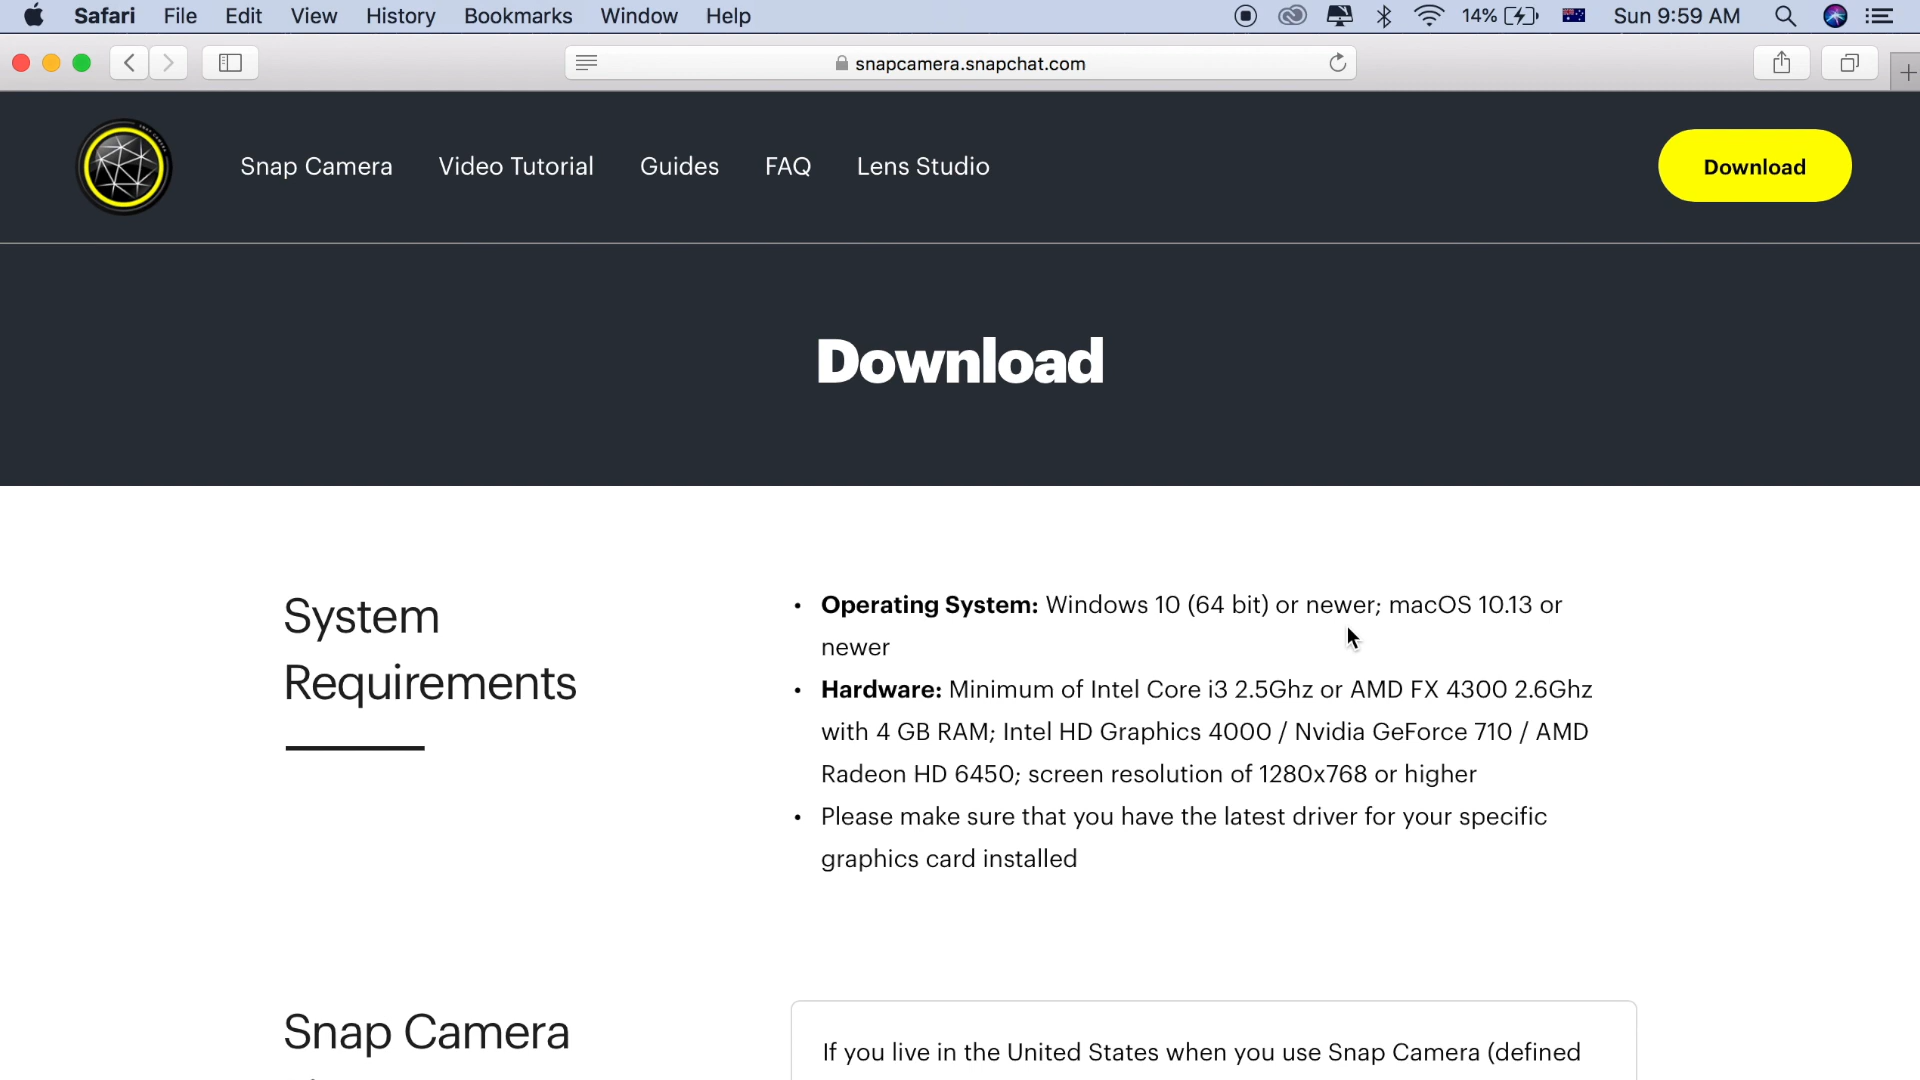 Safari File Edit View History Bookmarks Window Help 14% Sun 9:59 AM
snapcamera.snapchat.com
Snap Camera Video Tutorial Guides FAQ Lens Studio Download
Download
System
Requirements
• Operating System: Windows 10 (64 bit) or newer; macOS 10.13 or
newer
• Hardware: Minimum of Intel Core i3 2.5Ghz or AMD FX 4300 2.6Ghz
with 4 GB RAM; Intel HD Graphics 4000 / Nvidia GeForce 710 / AMD
Radeon HD 6450; screen resolution of 1280x768 or higher
• Please make sure that you have the latest driver for your specific
graphics card installed
Snap Camera
If you live in the United States when you use Snap Camera (defined